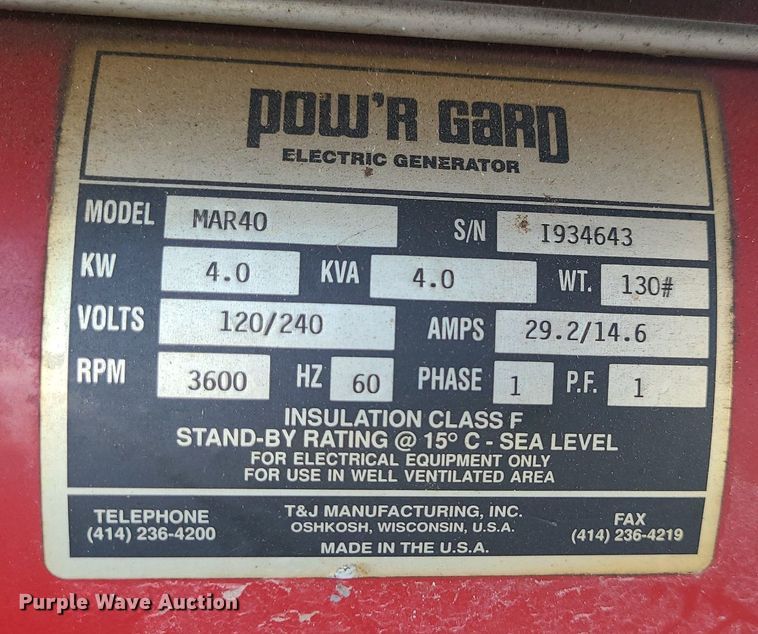 POW'R GARD
ELECTRIC GENERATOR
MODEL MAR40 S/N I934643
KW 4.0 KVA 4.0 WT. 130#
VOLTS 120/240 AMPS 29.2/14.6
RPM 3600 HZ 60 PHASE 1 P.F. 1
INSULATION CLASS F
STAND-BY RATING @ 15° C - SEA LEVEL
FOR ELECTRICAL EQUIPMENT ONLY
FOR USE IN WELL VENTILATED AREA
TELEPHONE
(414) 236-4200
T&J MANUFACTURING, INC.
OSHKOSH, WISCONSIN, U.S.A.
MADE IN THE U.S.A.
FAX
(414) 236-4219
Purple Wave Auction